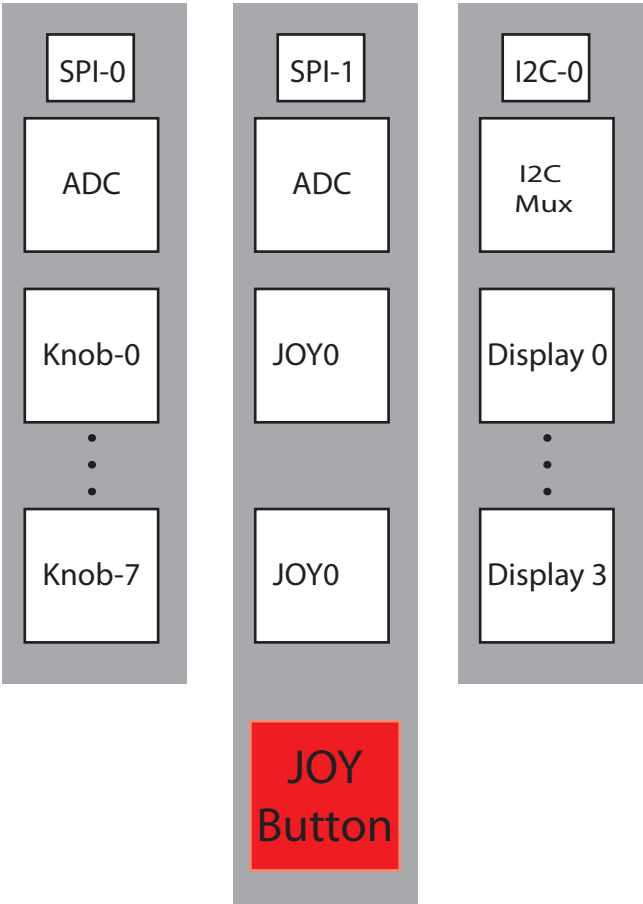 SPI-0
ADC
Knob-0
Knob-7
SPI-1
ADC
JOY0
JOY0
JOY
Button
I2C-0
I2C
Mux
Display 0
Display 3